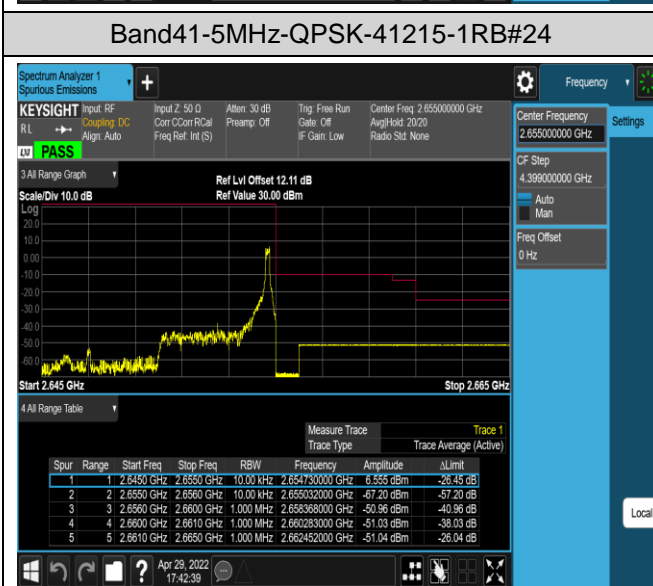 Band41-5MHz-QPSK-41215-1RB#24
Spectrum Analyzer 1
Spurious Emissions
+
Frequency
KEYSIGHT Input: RF Input Z: 50 Ω Atten: 30 dB Trig: Free Run Center Freq: 2.655000000 GHz
RL Coupling: DC Corr CCorr RCal Preamp: Off Gate: Off Avg|Hold: 20/20
Align: Auto Freq Ref: Int (S) IF Gain: Low Radio Std: None
LXI PASS
Center Frequency
2.655000000 GHz
Settings
CF Step
4.399000000 GHz
Auto
Man
Freq Offset
0 Hz
3 All Range Graph
Ref Lvl Offset 12.11 dB
Scale/Div 10.0 dB Ref Value 30.00 dBm
Log
20.0
10.0
0.00
-10.0
-20.0
-30.0
-40.0
-50.0
-60.0
Start 2.645 GHz Stop 2.665 GHz
4 All Range Table
Measure Trace Trace 1
Trace Type Trace Average (Active)
Spur Range Start Freq Stop Freq RBW Frequency Amplitude ΔLimit
1 1 2.6450 GHz 2.6550 GHz 10.00 kHz 2.654730000 GHz 6.555 dBm -26.45 dB
2 2 2.6550 GHz 2.6560 GHz 10.00 kHz 2.655032000 GHz -67.20 dBm -57.20 dB
3 3 2.6560 GHz 2.6600 GHz 1.000 MHz 2.658368000 GHz -50.96 dBm -40.96 dB
4 4 2.6600 GHz 2.6610 GHz 1.000 MHz 2.660283000 GHz -51.03 dBm -38.03 dB
5 5 2.6610 GHz 2.6650 GHz 1.000 MHz 2.662452000 GHz -51.04 dBm -26.04 dB
Local
?
Apr 29, 2022
17:42:39